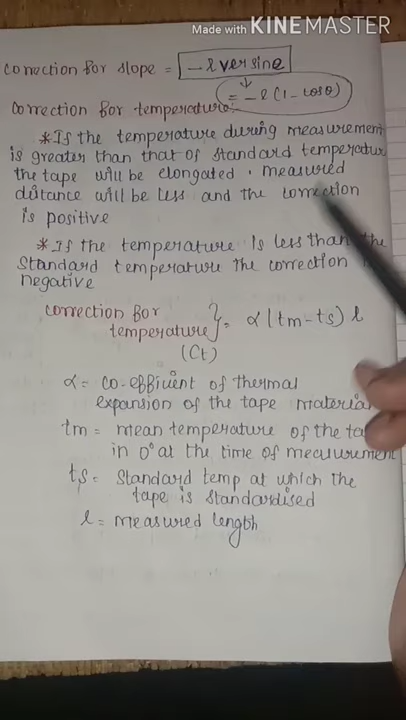 Made with KINEMASTER
Correction for slope = -l versine
= -l (1 - cosθ)
Correction for temperature:
* If the temperature during measurement
is greater than that of standard temperatur
the tape will be elongated . measured
distance will be less and the correction
is positive
* If the temperature is less than the
standard temperature the correction
negative
correction for
temperature } = α (tm - ts) l
(Ct)
α = co-efficient of thermal
expansion of the tape material
tm = mean temperature of the ta
in 0° at the time of measurement
ts = standard temp at which the
tape is standardised
l = measured length